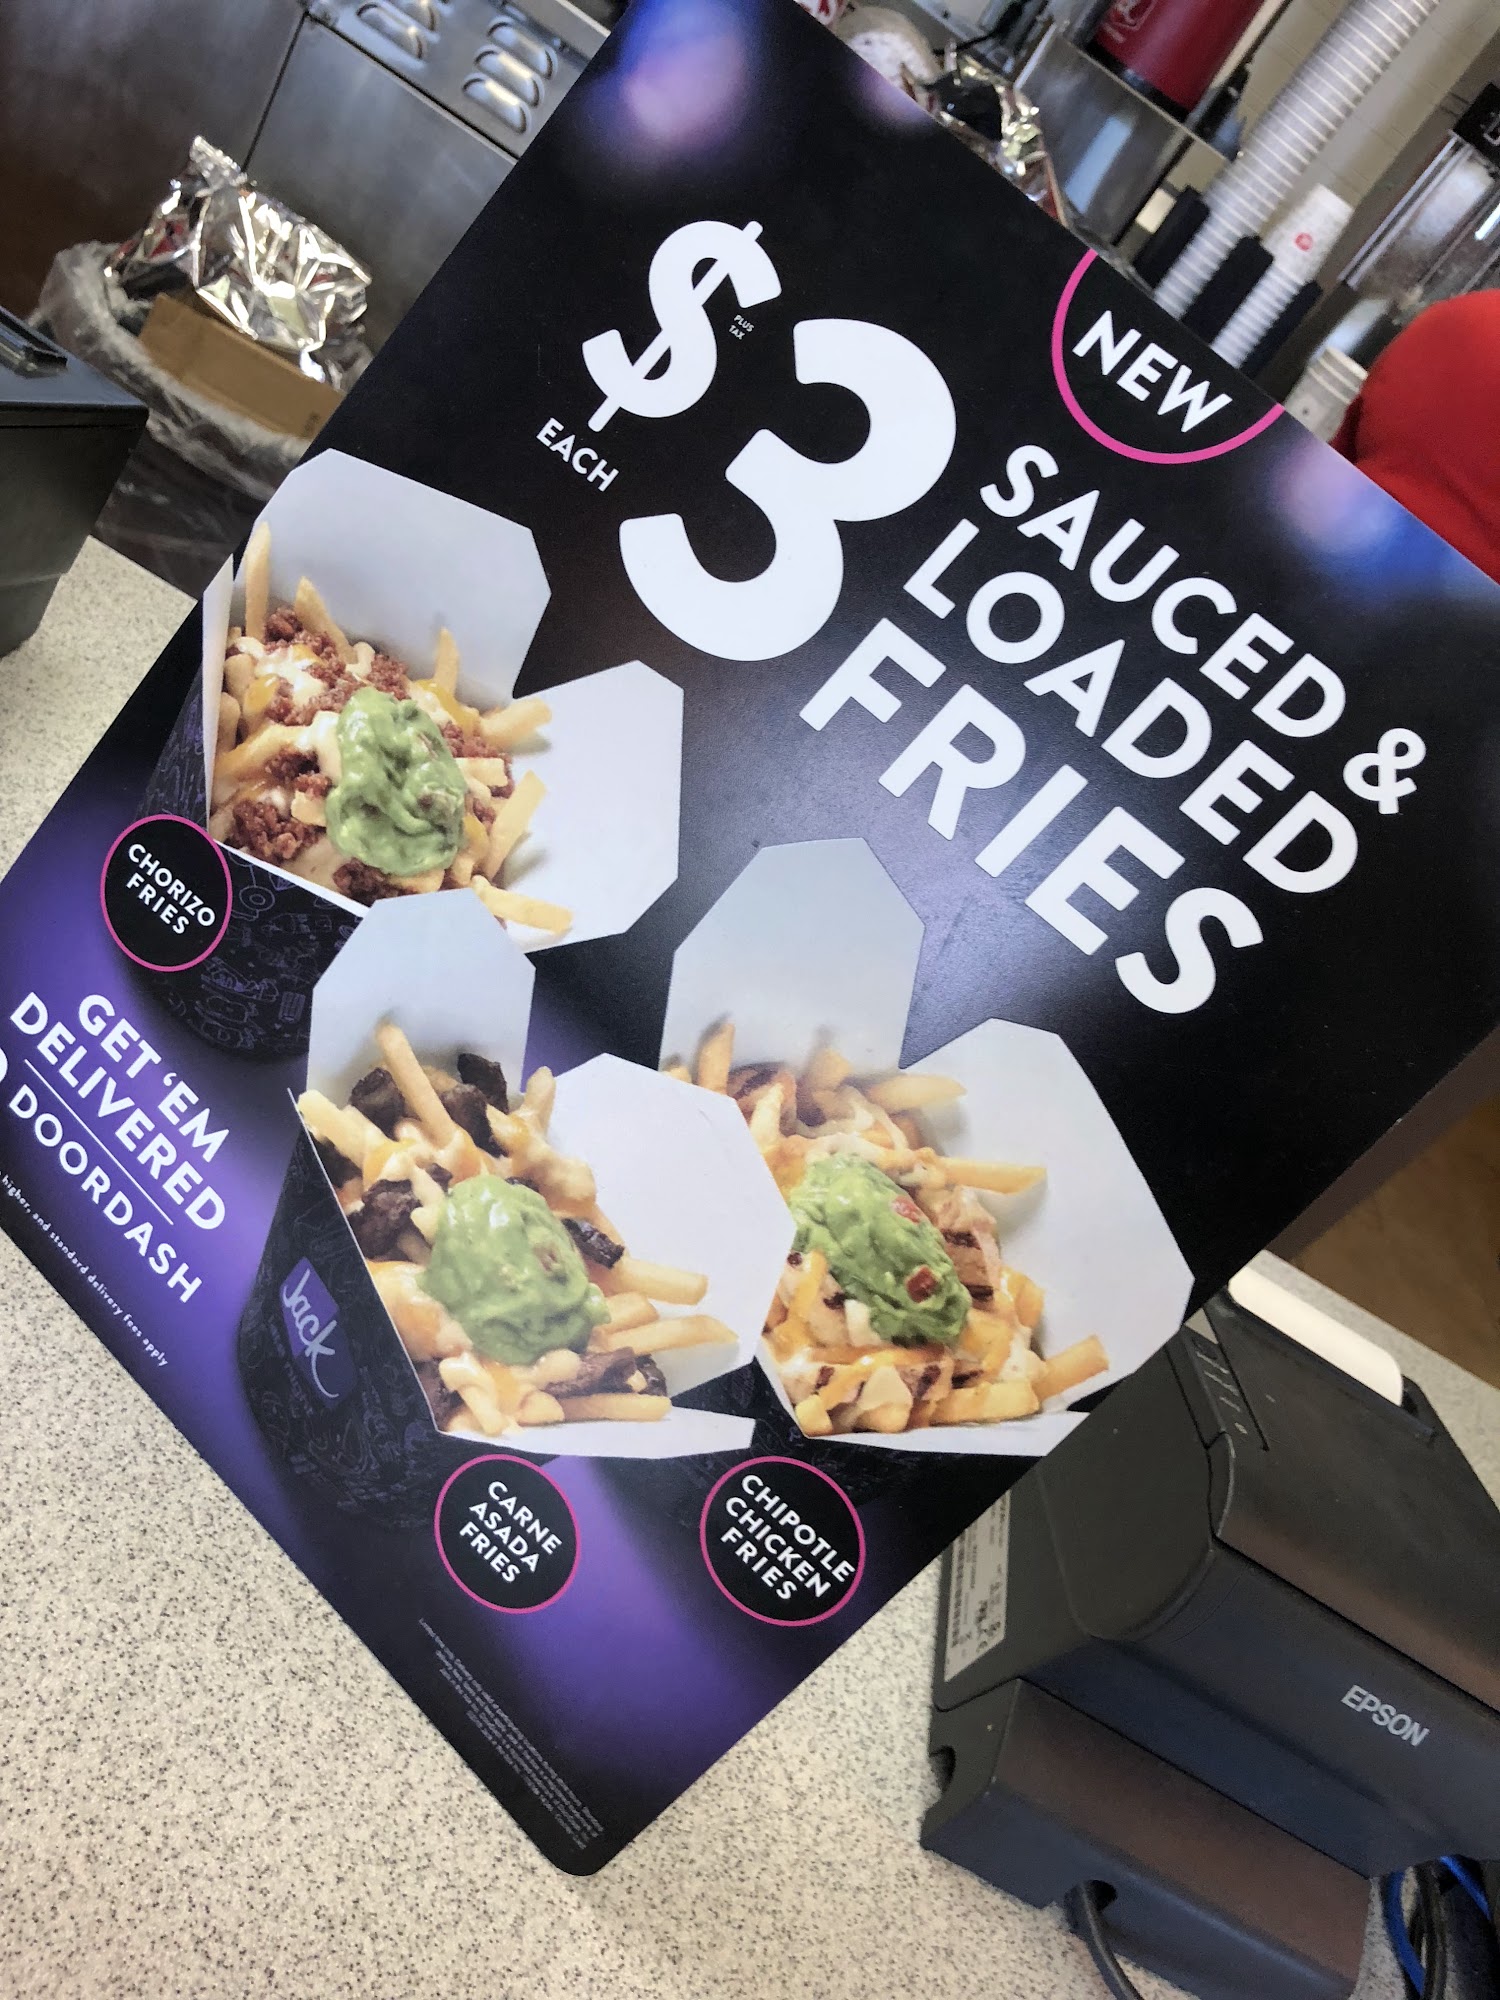 NEW
$3
PLUS
TAX
EACH
SAUCED &
LOADED
FRIES
CHORIZO
FRIES
GET 'EM
DELIVERED
DOORDASH
higher, and standard delivery fees apply
Jack
CARNE
ASADA
FRIES
CHIPOTLE
CHICKEN
FRIES
EPSON